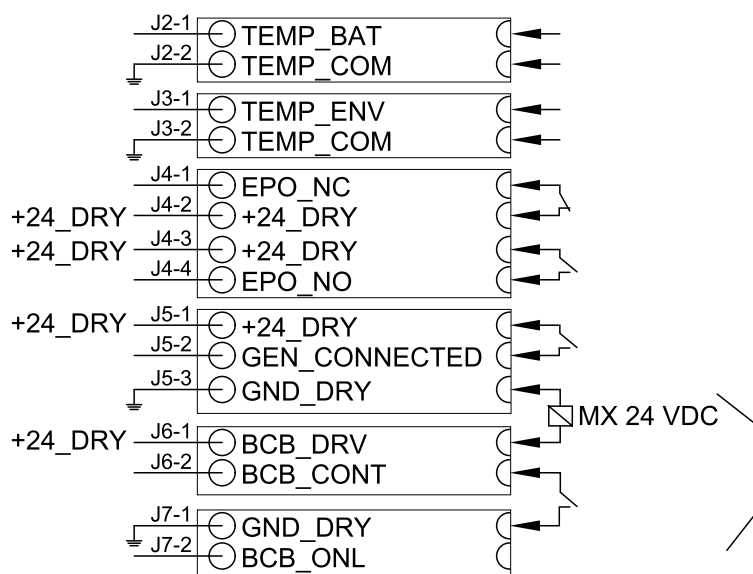 J2-1 TEMP_BAT
J2-2 TEMP_COM
J3-1 TEMP_ENV
J3-2 TEMP_COM
J4-1 EPO_NC
+24_DRY J4-2 +24_DRY
+24_DRY J4-3 +24_DRY
J4-4 EPO_NO
+24_DRY J5-1 +24_DRY
J5-2 GEN_CONNECTED
J5-3 GND_DRY
MX 24 VDC
+24_DRY J6-1 BCB_DRV
J6-2 BCB_CONT
J7-1 GND_DRY
J7-2 BCB_ONL